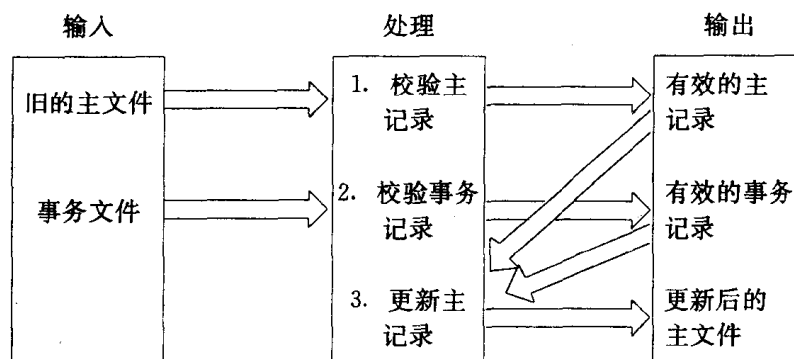 输入
处理
输出
旧的主文件
1. 校验主
记录
有效的主
记录
事务文件
2. 校验事务
记录
有效的事务
记录
3. 更新主
记录
更新后的
主文件